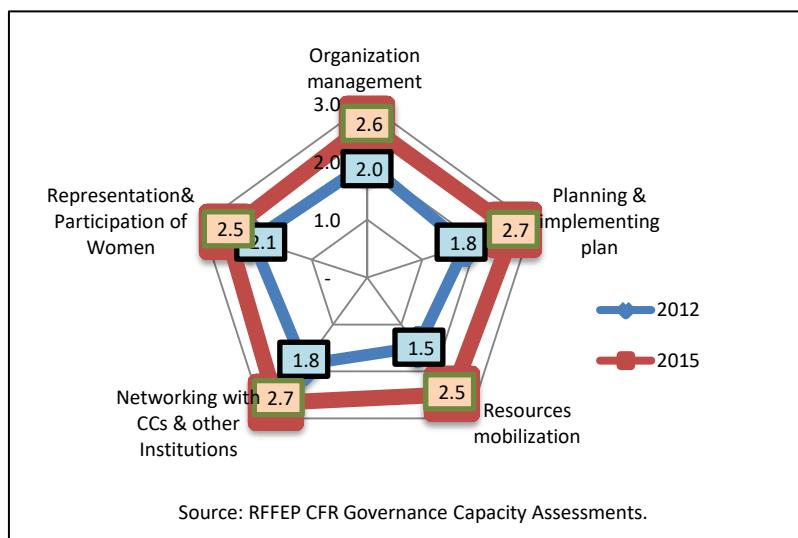 Organization
management
3.0
2.6
2.0
2.0
Representation&
Participation of
Women
2.5
2.1
1.0
Planning &
implementing
plan
2.7
1.8
-
2012
2015
1.8
1.5
Networking with
CCs & other
Institutions
2.7
2.5
Resources
mobilization
Source: RFFEP CFR Governance Capacity Assessments.